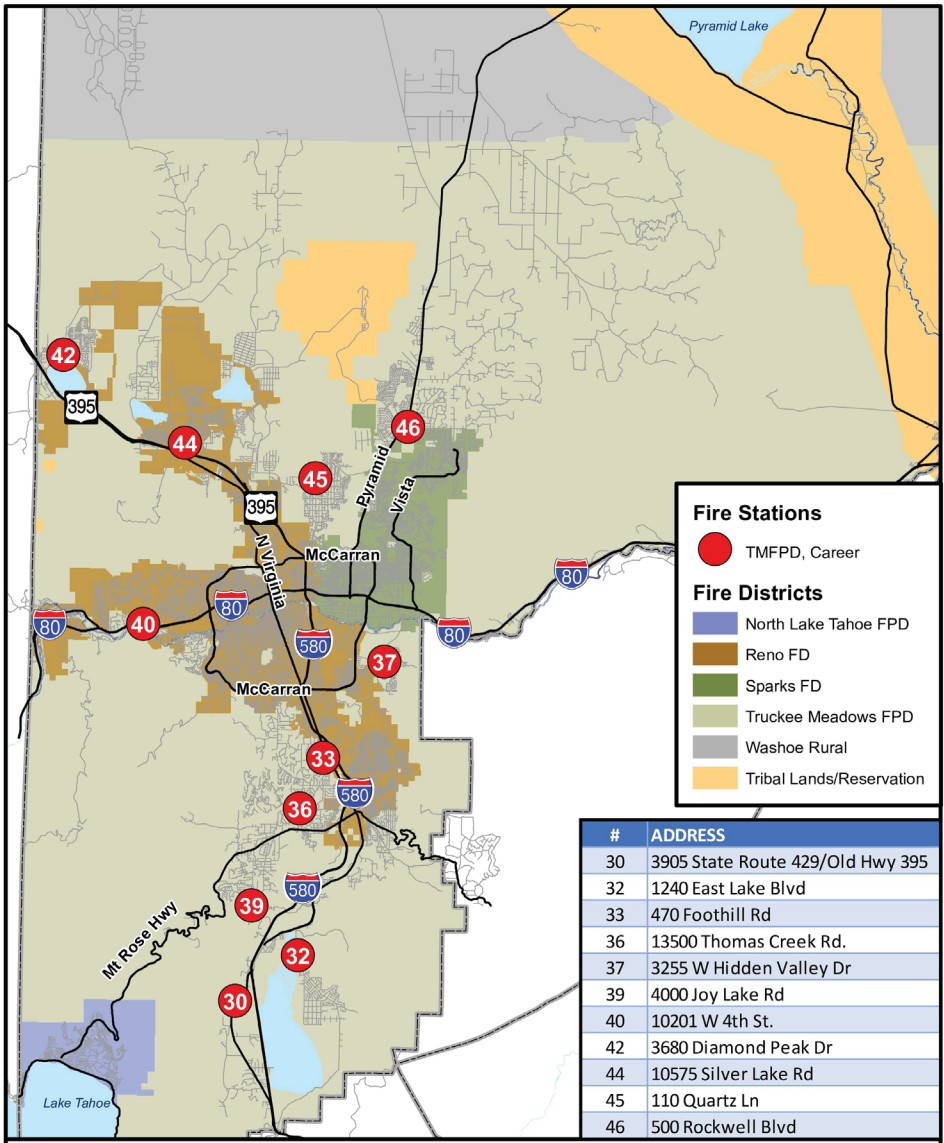 Pyramid Lake
42
395
44
46
45
Pyramid
Vista
395
N Virginia
McCarran
80
80
40
80
80
580
37
McCarran
33
580
36
580
39
Mt Rose Hwy
32
30
Lake Tahoe
Fire Stations
TMFPD, Career
Fire Districts
North Lake Tahoe FPD
Reno FD
Sparks FD
Truckee Meadows FPD
Washoe Rural
Tribal Lands/Reservation
# ADDRESS
30 3905 State Route 429/Old Hwy 395
32 1240 East Lake Blvd
33 470 Foothill Rd
36 13500 Thomas Creek Rd.
37 3255 W Hidden Valley Dr
39 4000 Joy Lake Rd
40 10201 W 4th St.
42 3680 Diamond Peak Dr
44 10575 Silver Lake Rd
45 110 Quartz Ln
46 500 Rockwell Blvd